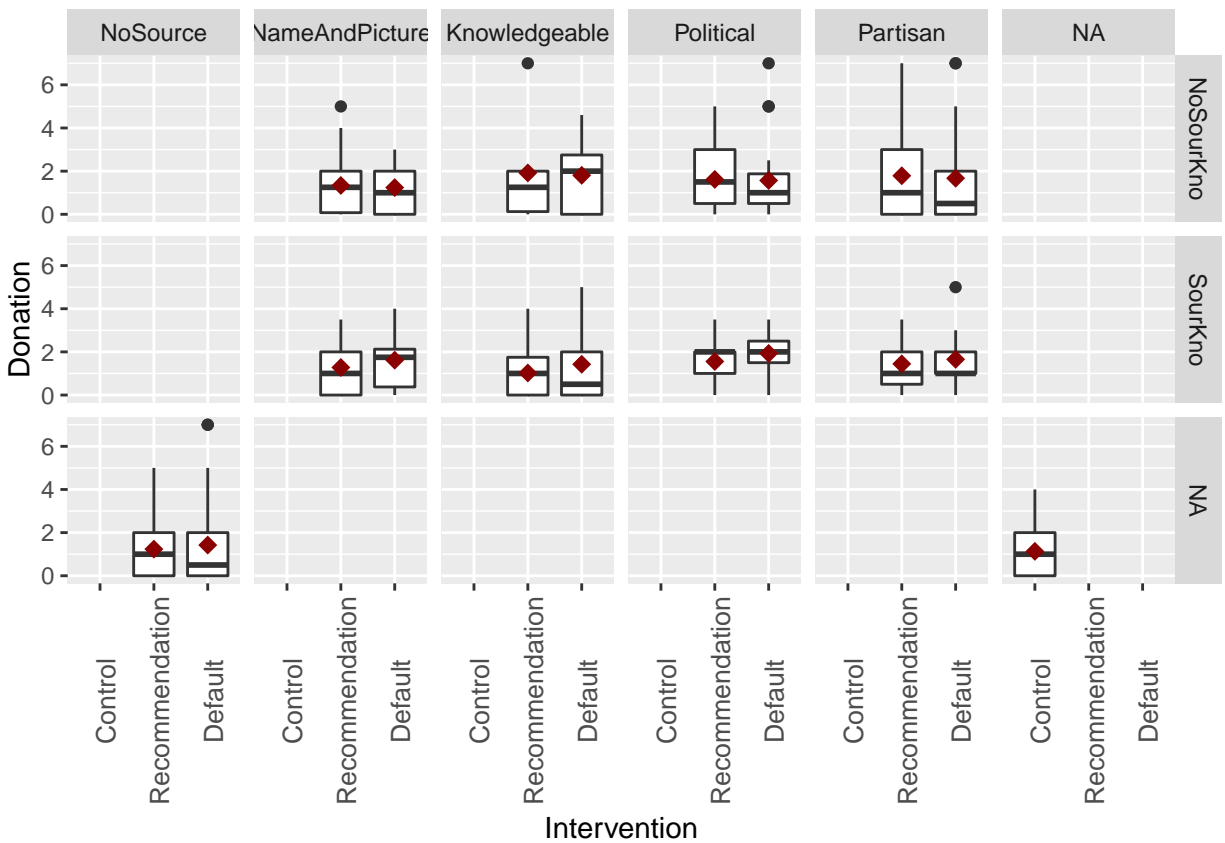 NoSource NameAndPicture Knowledgeable Political Partisan NA
6
4
2
0
NoSourKno
6
4
2
0
SourKno
6
4
2
0
NA
Donation
Control Recommendation Default Control Recommendation Default Control Recommendation Default Control Recommendation Default Control Recommendation Default Control Recommendation Default
Intervention